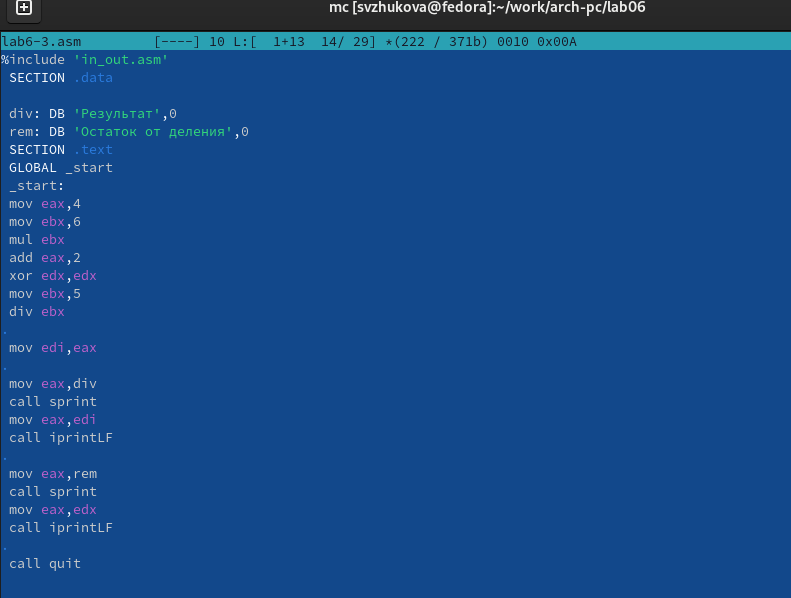 mc [svzhukova@fedora]:~/work/arch-pc/lab06
lab6-3.asm [----] 10 L:[ 1+13 14/ 29] *(222 / 371b) 0010 0x00A
%include 'in_out.asm'
SECTION .data
div: DB 'Результат',0
rem: DB 'Остаток от деления',0
SECTION .text
GLOBAL _start
_start:
mov eax,4
mov ebx,6
mul ebx
add eax,2
xor edx,edx
mov ebx,5
div ebx
.
mov edi,eax
.
mov eax,div
call sprint
mov eax,edi
call iprintLF
.
mov eax,rem
call sprint
mov eax,edx
call iprintLF
.
call quit